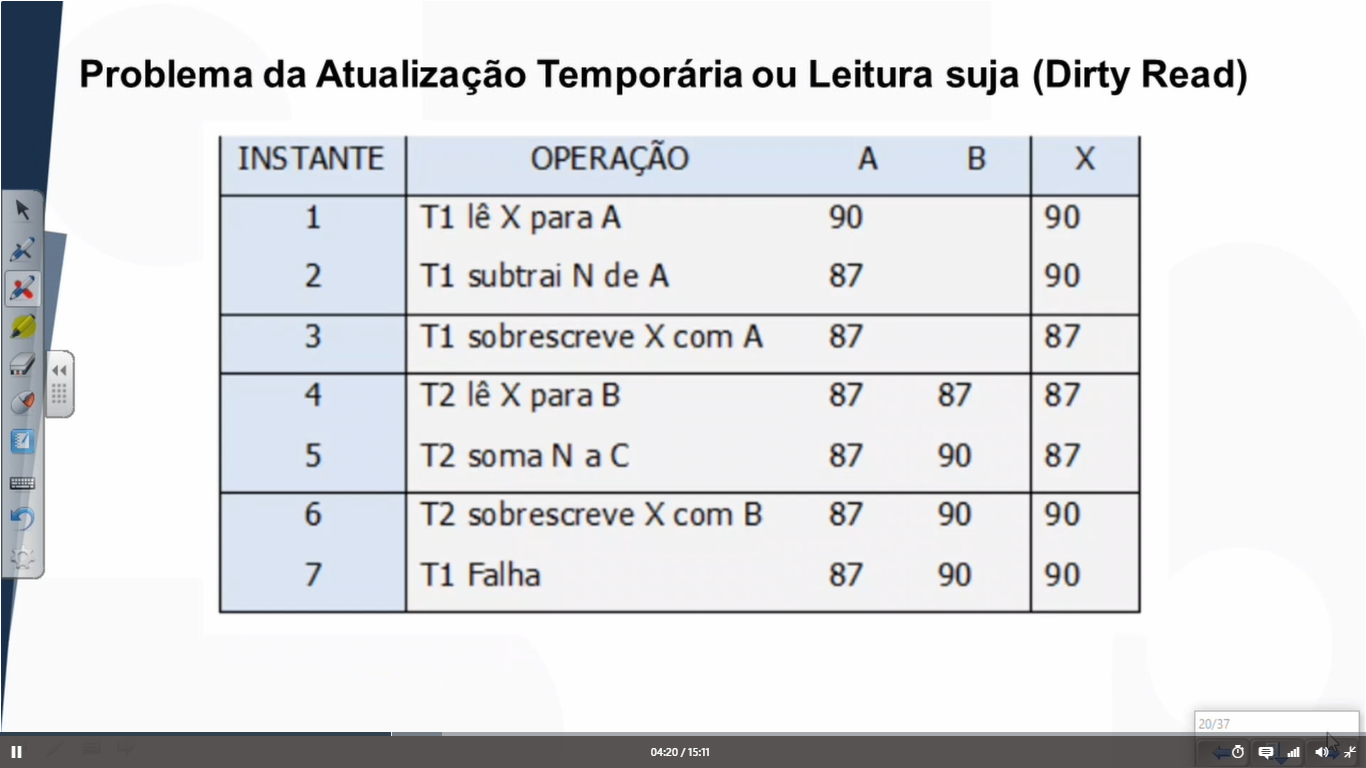 Problema da Atualização Temporária ou Leitura suja (Dirty Read)
INSTANTE OPERAÇÃO A B X
1 T1 lê X para A 90 90
2 T1 subtrai N de A 87 90
3 T1 sobrescreve X com A 87 87
4 T2 lê X para B 87 87 87
5 T2 soma N a C 87 90 87
6 T2 sobrescreve X com B 87 90 90
7 T1 Falha 87 90 90
20/37
04:20 / 15:11